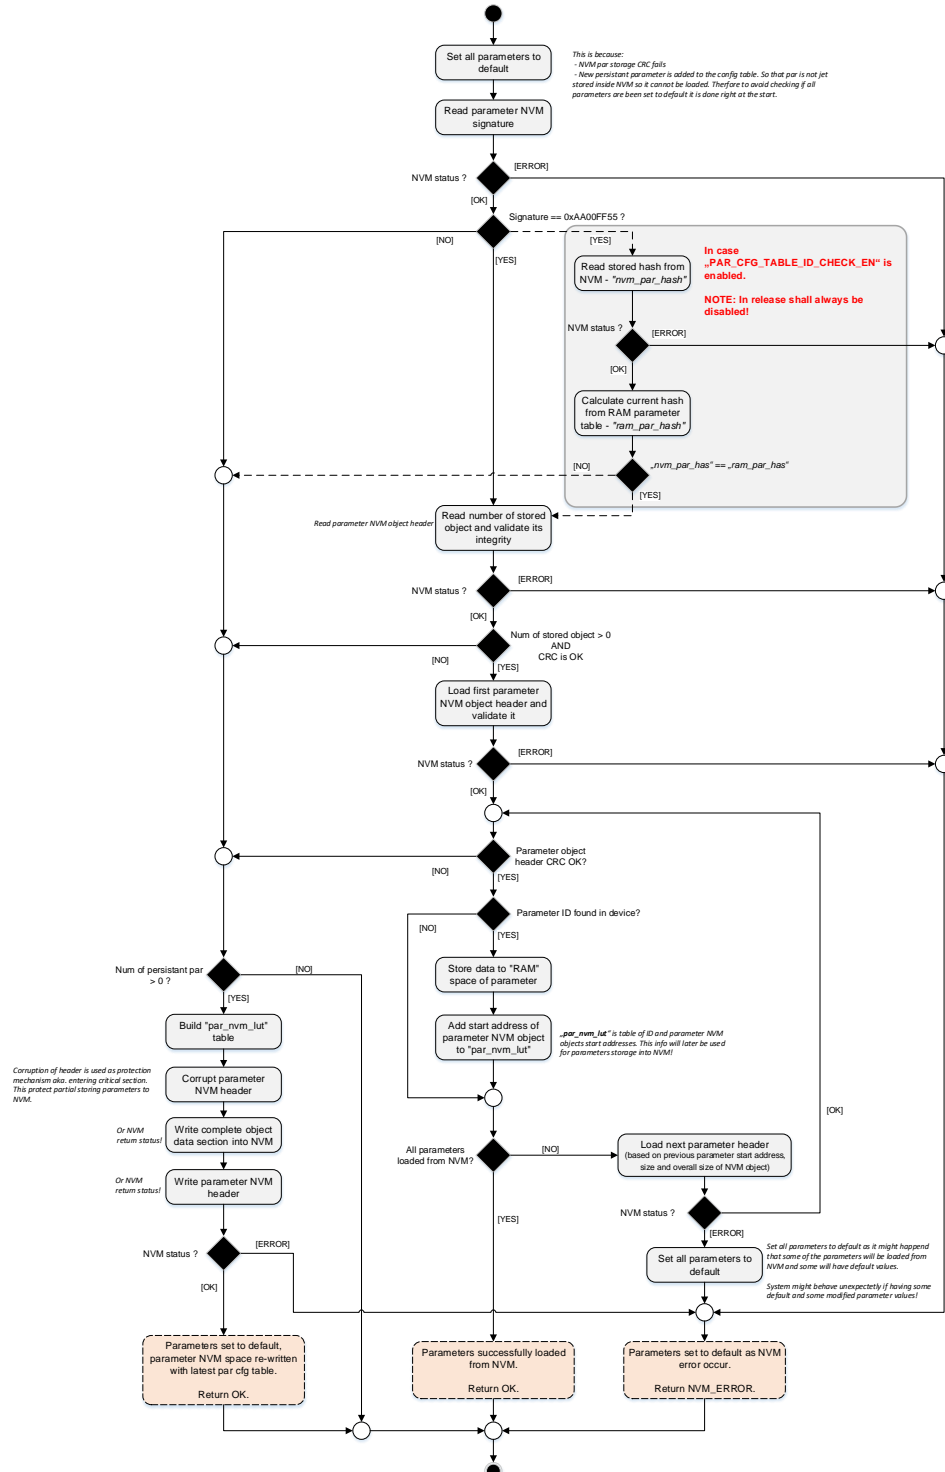 Set all parameters to
default
This is because:
- NVM par storage CRC fails
- New persistant parameter is added to the config table. So that par is not jet
stored inside NVM so it cannot be loaded. Therfore to avoid checking if all
parameters are been set to default it is done right at the start.
Read parameter NVM
signature
NVM status ?
[ERROR]
[OK]
Signature == 0xAA00FF55 ?
[NO]
[YES]
[YES]
In case
„PAR_CFG_TABLE_ID_CHECK_EN“ is
enabled.
NOTE: In release shall always be
disabled!
Read stored hash from
NVM - "nvm_par_hash"
NVM status ?
[ERROR]
[OK]
Calculate current hash
from RAM parameter
table - "ram_par_hash"
[NO]
„nvm_par_has" == „ram_par_has"
[YES]
Read parameter NVM object header
Read number of stored
object and validate its
integrity
NVM status ?
[ERROR]
[OK]
Num of stored object > 0
AND
CRC is OK
[NO]
[YES]
Load first parameter
NVM object header and
validate it
NVM status ?
[ERROR]
[OK]
Parameter object
header CRC OK?
[NO]
[YES]
Parameter ID found in device?
[NO]
[YES]
Store data to "RAM"
space of parameter
Num of persistant par
> 0 ?
[NO]
[YES]
Build "par_nvm_lut"
table
Add start address of
parameter NVM object
to "par_nvm_lut"
„par_nvm_lut“ is table of ID and parameter NVM
objects start addresses. This info will later be used
for parameters storage into NVM!
Corruption of header is used as protection
mechanism aka. entering critical section.
This protect partial storing parameters to
NVM.
Corrupt parameter
NVM header
[OK]
Or NVM
return status!
Write complete object
data section into NVM
All parameters
loaded from NVM?
[NO]
Load next parameter header
(based on previous parameter start address,
size and overall size of NVM object)
Or NVM
return status!
Write parameter NVM
header
[YES]
NVM status ?
[ERROR]
NVM status ?
[ERROR]
[OK]
Set all parameters to
default
Set all parameters to default as it might happend
that some of the parameters will be loaded from
NVM and some will have default values.
System might behave unexpectetly if having some
default and some modified parameter values!
Parameters set to default,
parameter NVM space re-written
with latest par cfg table.
Return OK.
Parameters successfully loaded
from NVM.
Return OK.
Parameters set to default as NVM
error occur.
Return NVM_ERROR.